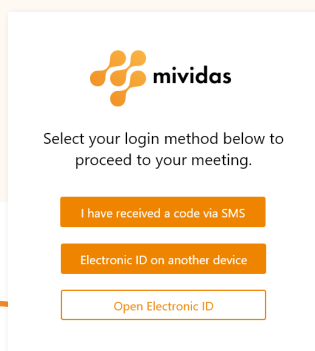 mividas
Select your login method below to
proceed to your meeting.
I have received a code via SMS
Electronic ID on another device
Open Electronic ID